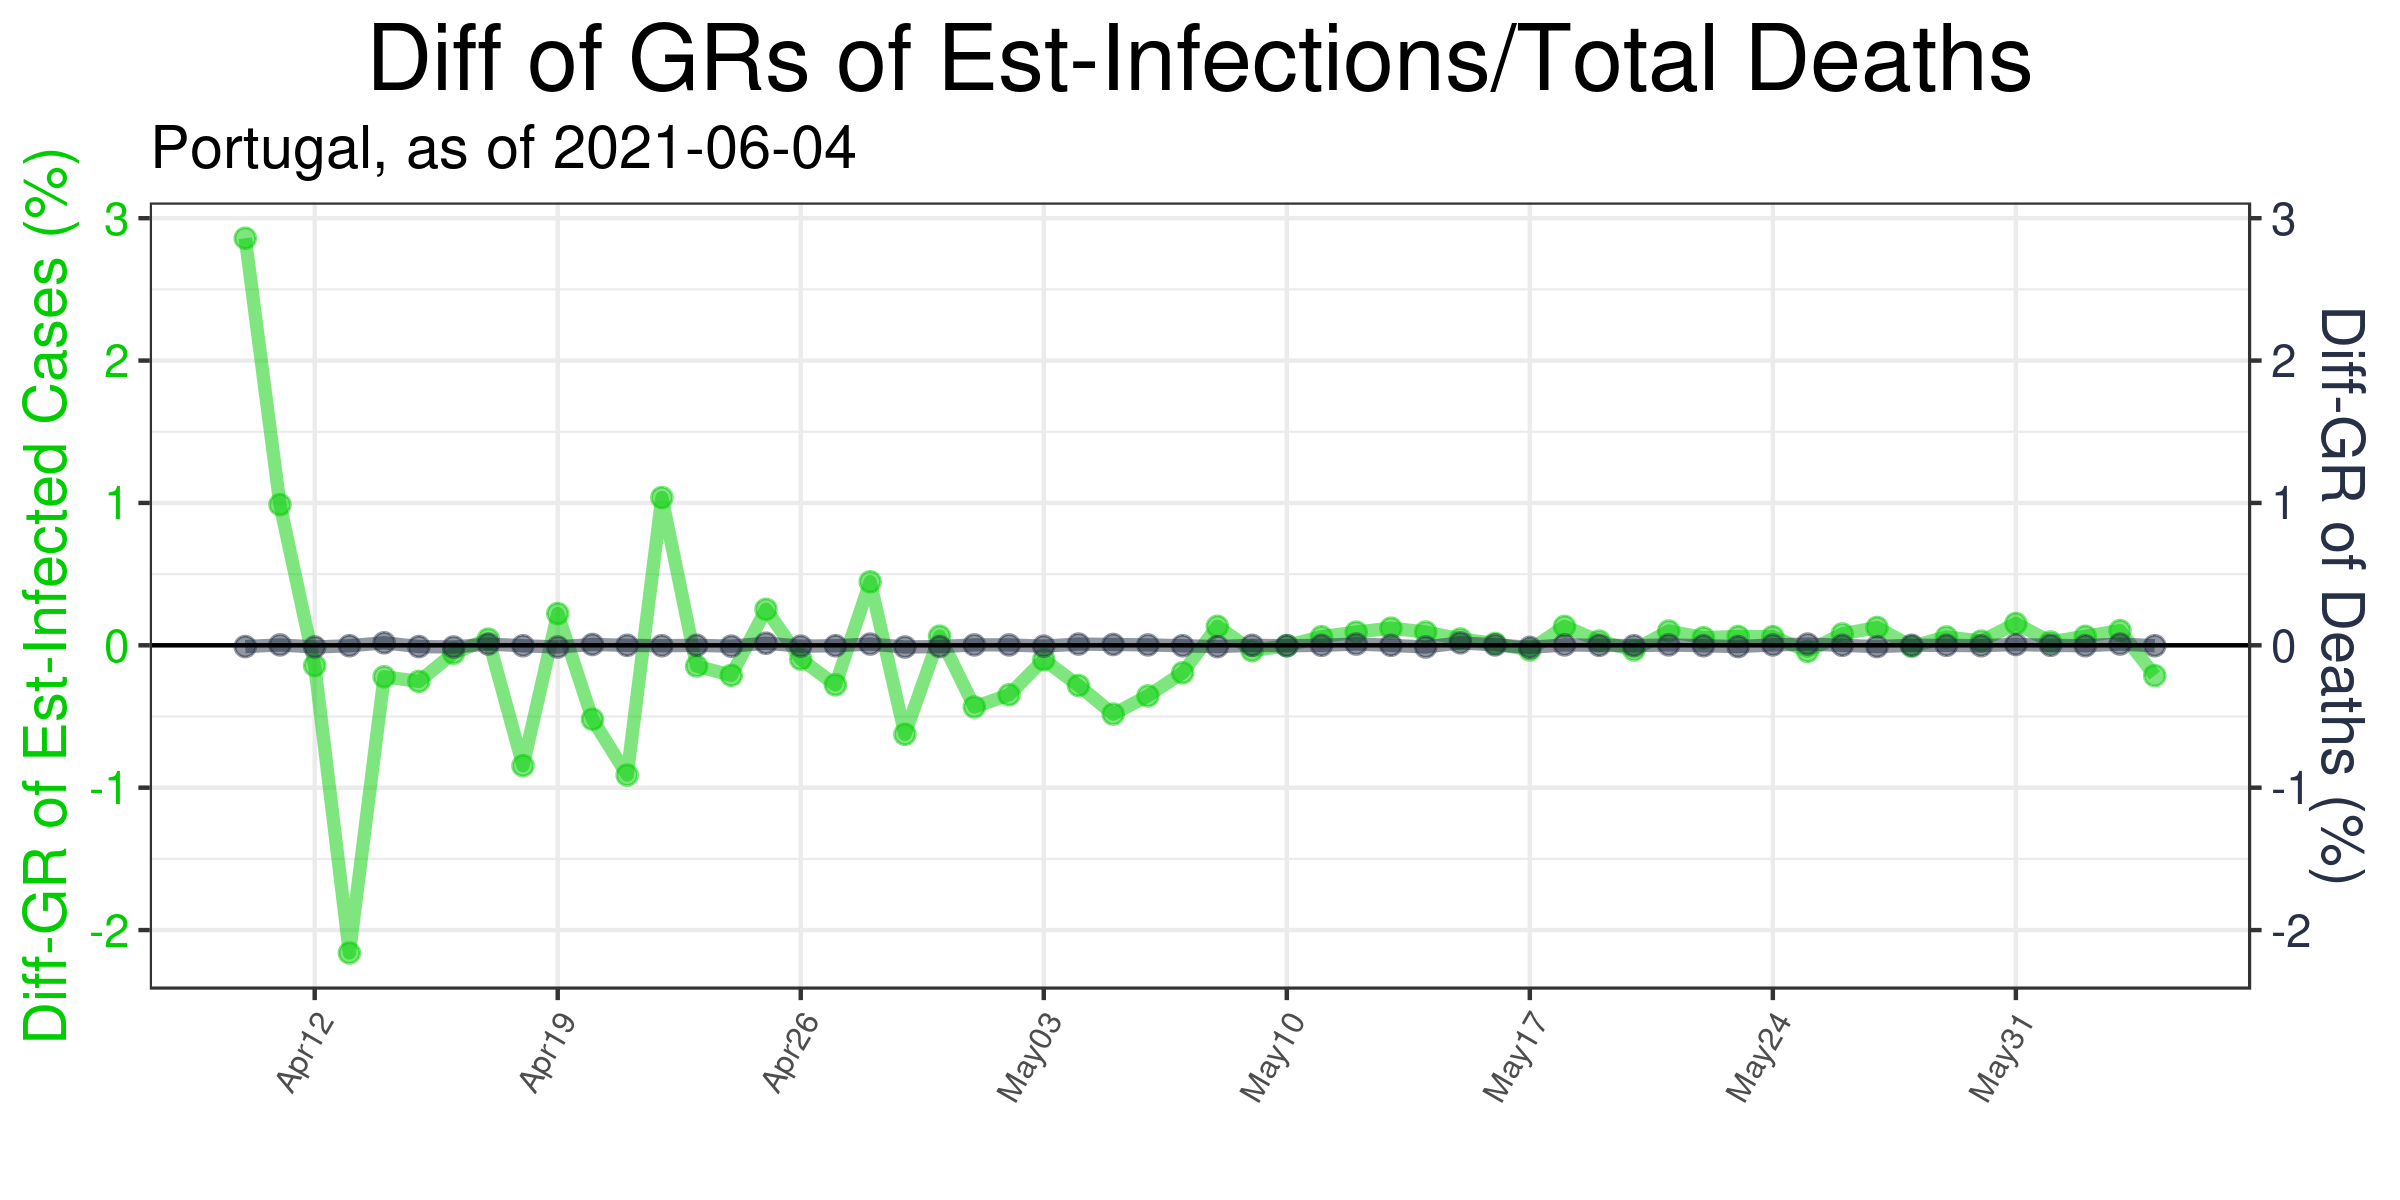 Diff of GRs of Est-Infections/Total Deaths
Portugal, as of 2021-06-04
Diff-GR of Est-Infected Cases (%)
3
2
1
0
-1
-2
3
2
1
0
-1
-2
Diff-GR of Deaths (%)
Apr12
Apr19
Apr26
May03
May10
May17
May24
May31